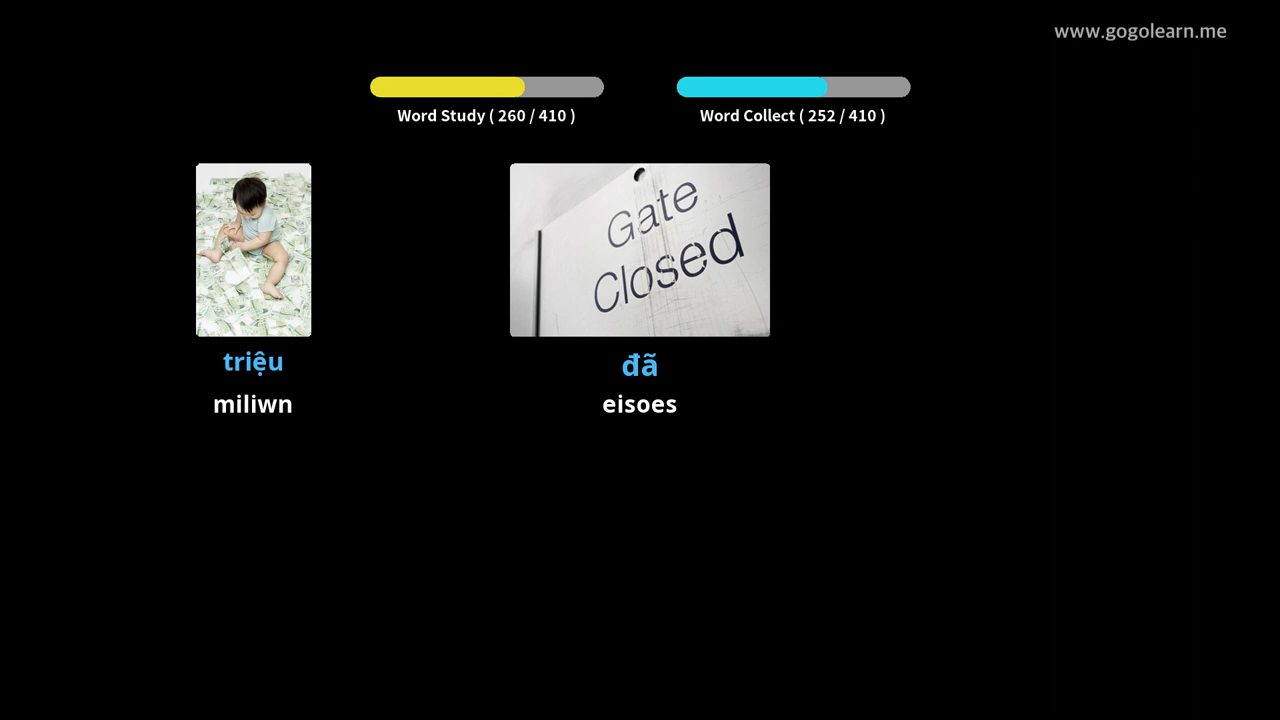 www.gogolearn.me
Word Study ( 260 / 410 )
Word Collect ( 252 / 410 )
Gate
Closed
triệu
đã
miliwn
eisoes